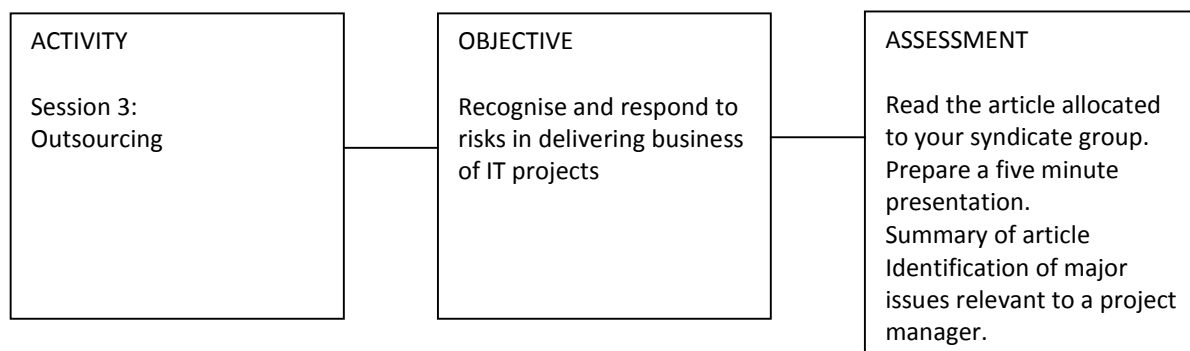 ACTIVITY
Session 3:
Outsourcing
OBJECTIVE
Recognise and respond to
risks in delivering business
of IT projects
ASSESSMENT
Read the article allocated
to your syndicate group.
Prepare a five minute
presentation.
Summary of article
Identification of major
issues relevant to a project
manager.